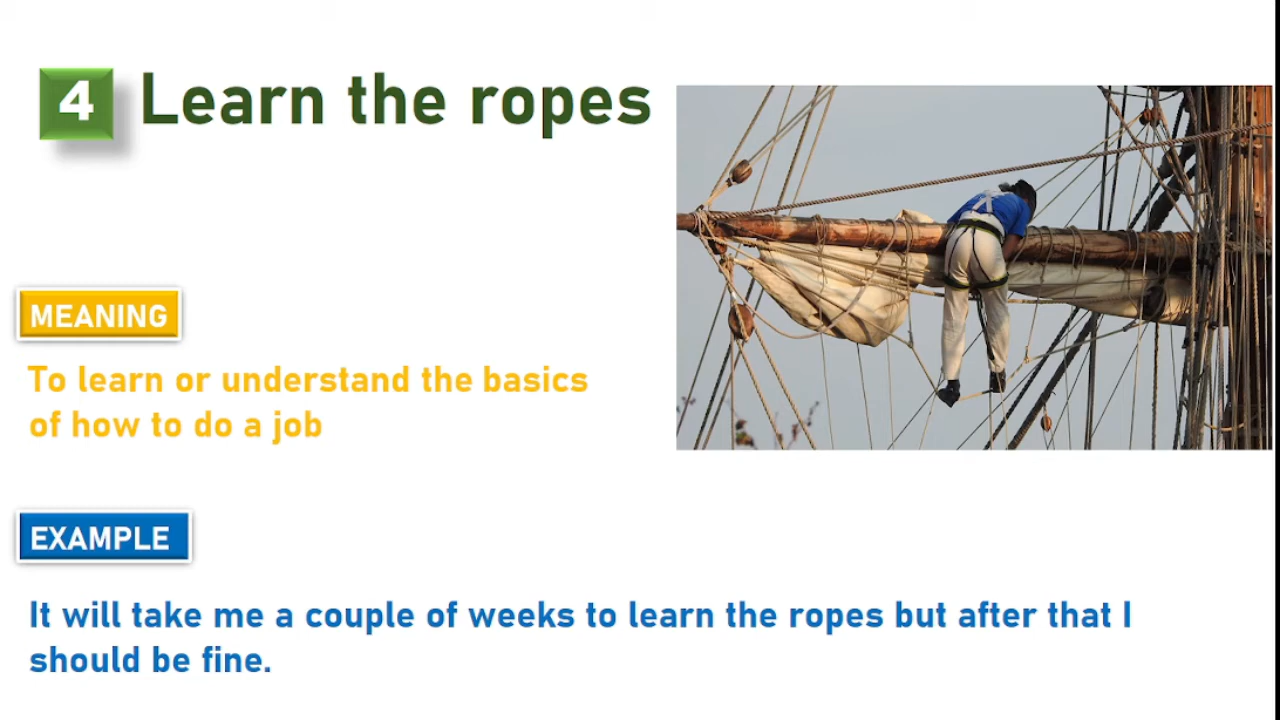 4 Learn the ropes
MEANING
To learn or understand the basics
of how to do a job
EXAMPLE
It will take me a couple of weeks to learn the ropes but after that I
should be fine.